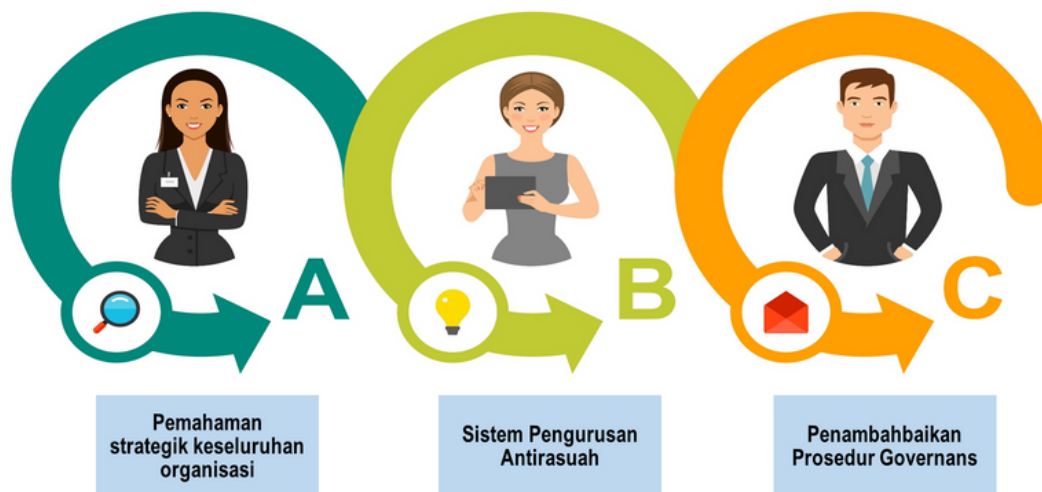 A
B
C
Pemahaman
strategik keseluruhan
organisasi
Sistem Pengurusan
Antirasuah
Penambahbaikan
Prosedur Governans